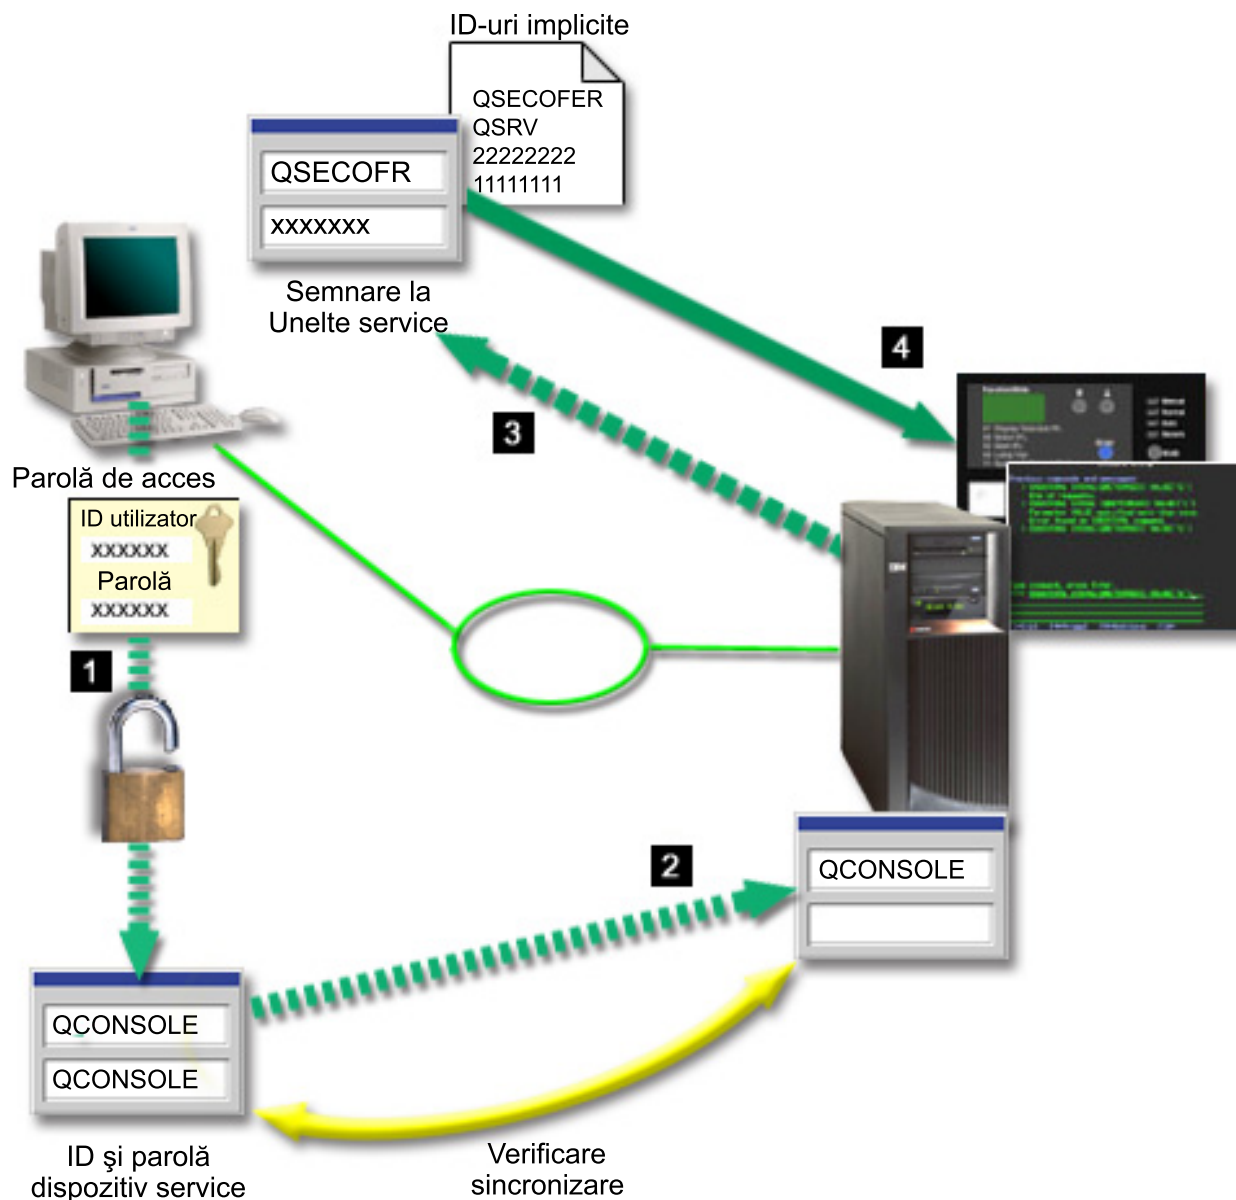 ID-uri implicite
QSECOFER
QSRV
22222222
11111111
QSECOFR
xxxxxxx
Semnare la
Unelte service
4
3
Parolă de acces
ID utilizator
xxxxxx
Parolă
xxxxxx
1
IBM
2
QCONSOLE
QCONSOLE
QCONSOLE
ID şi parolă
dispozitiv service
Verificare
sincronizare